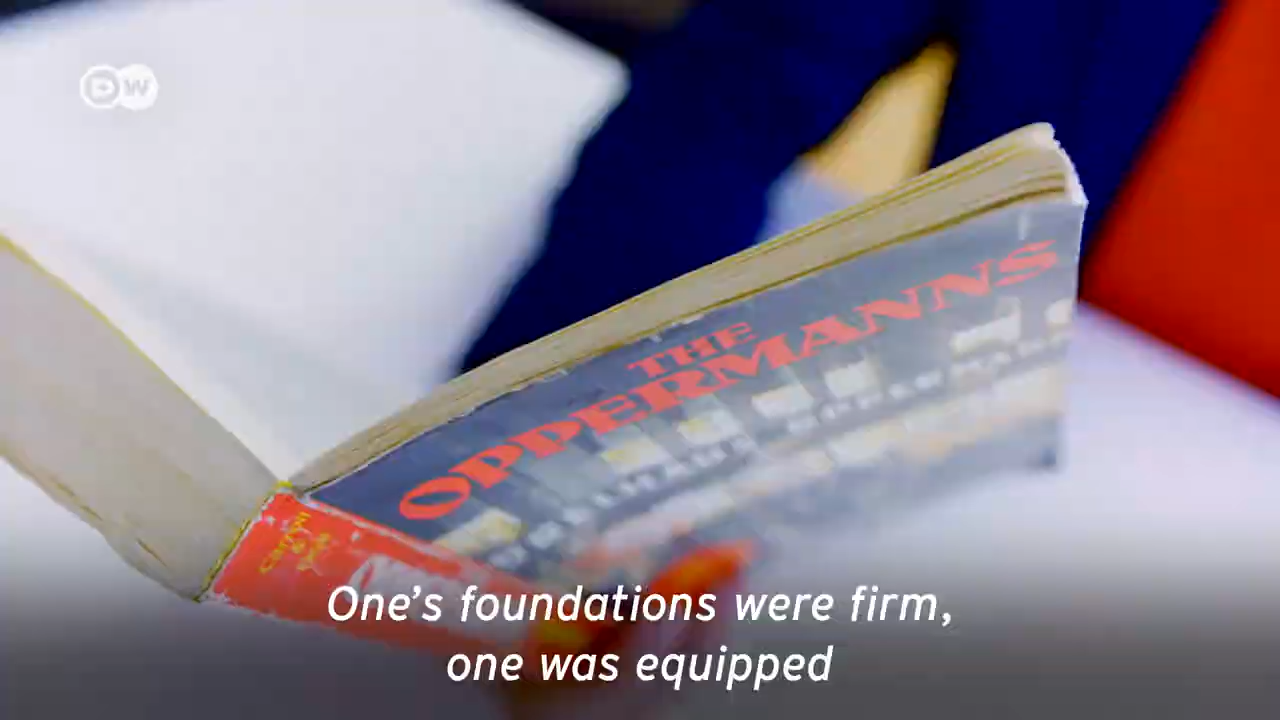 DW
THE
OPPERMANNS
One's foundations were firm,
one was equipped